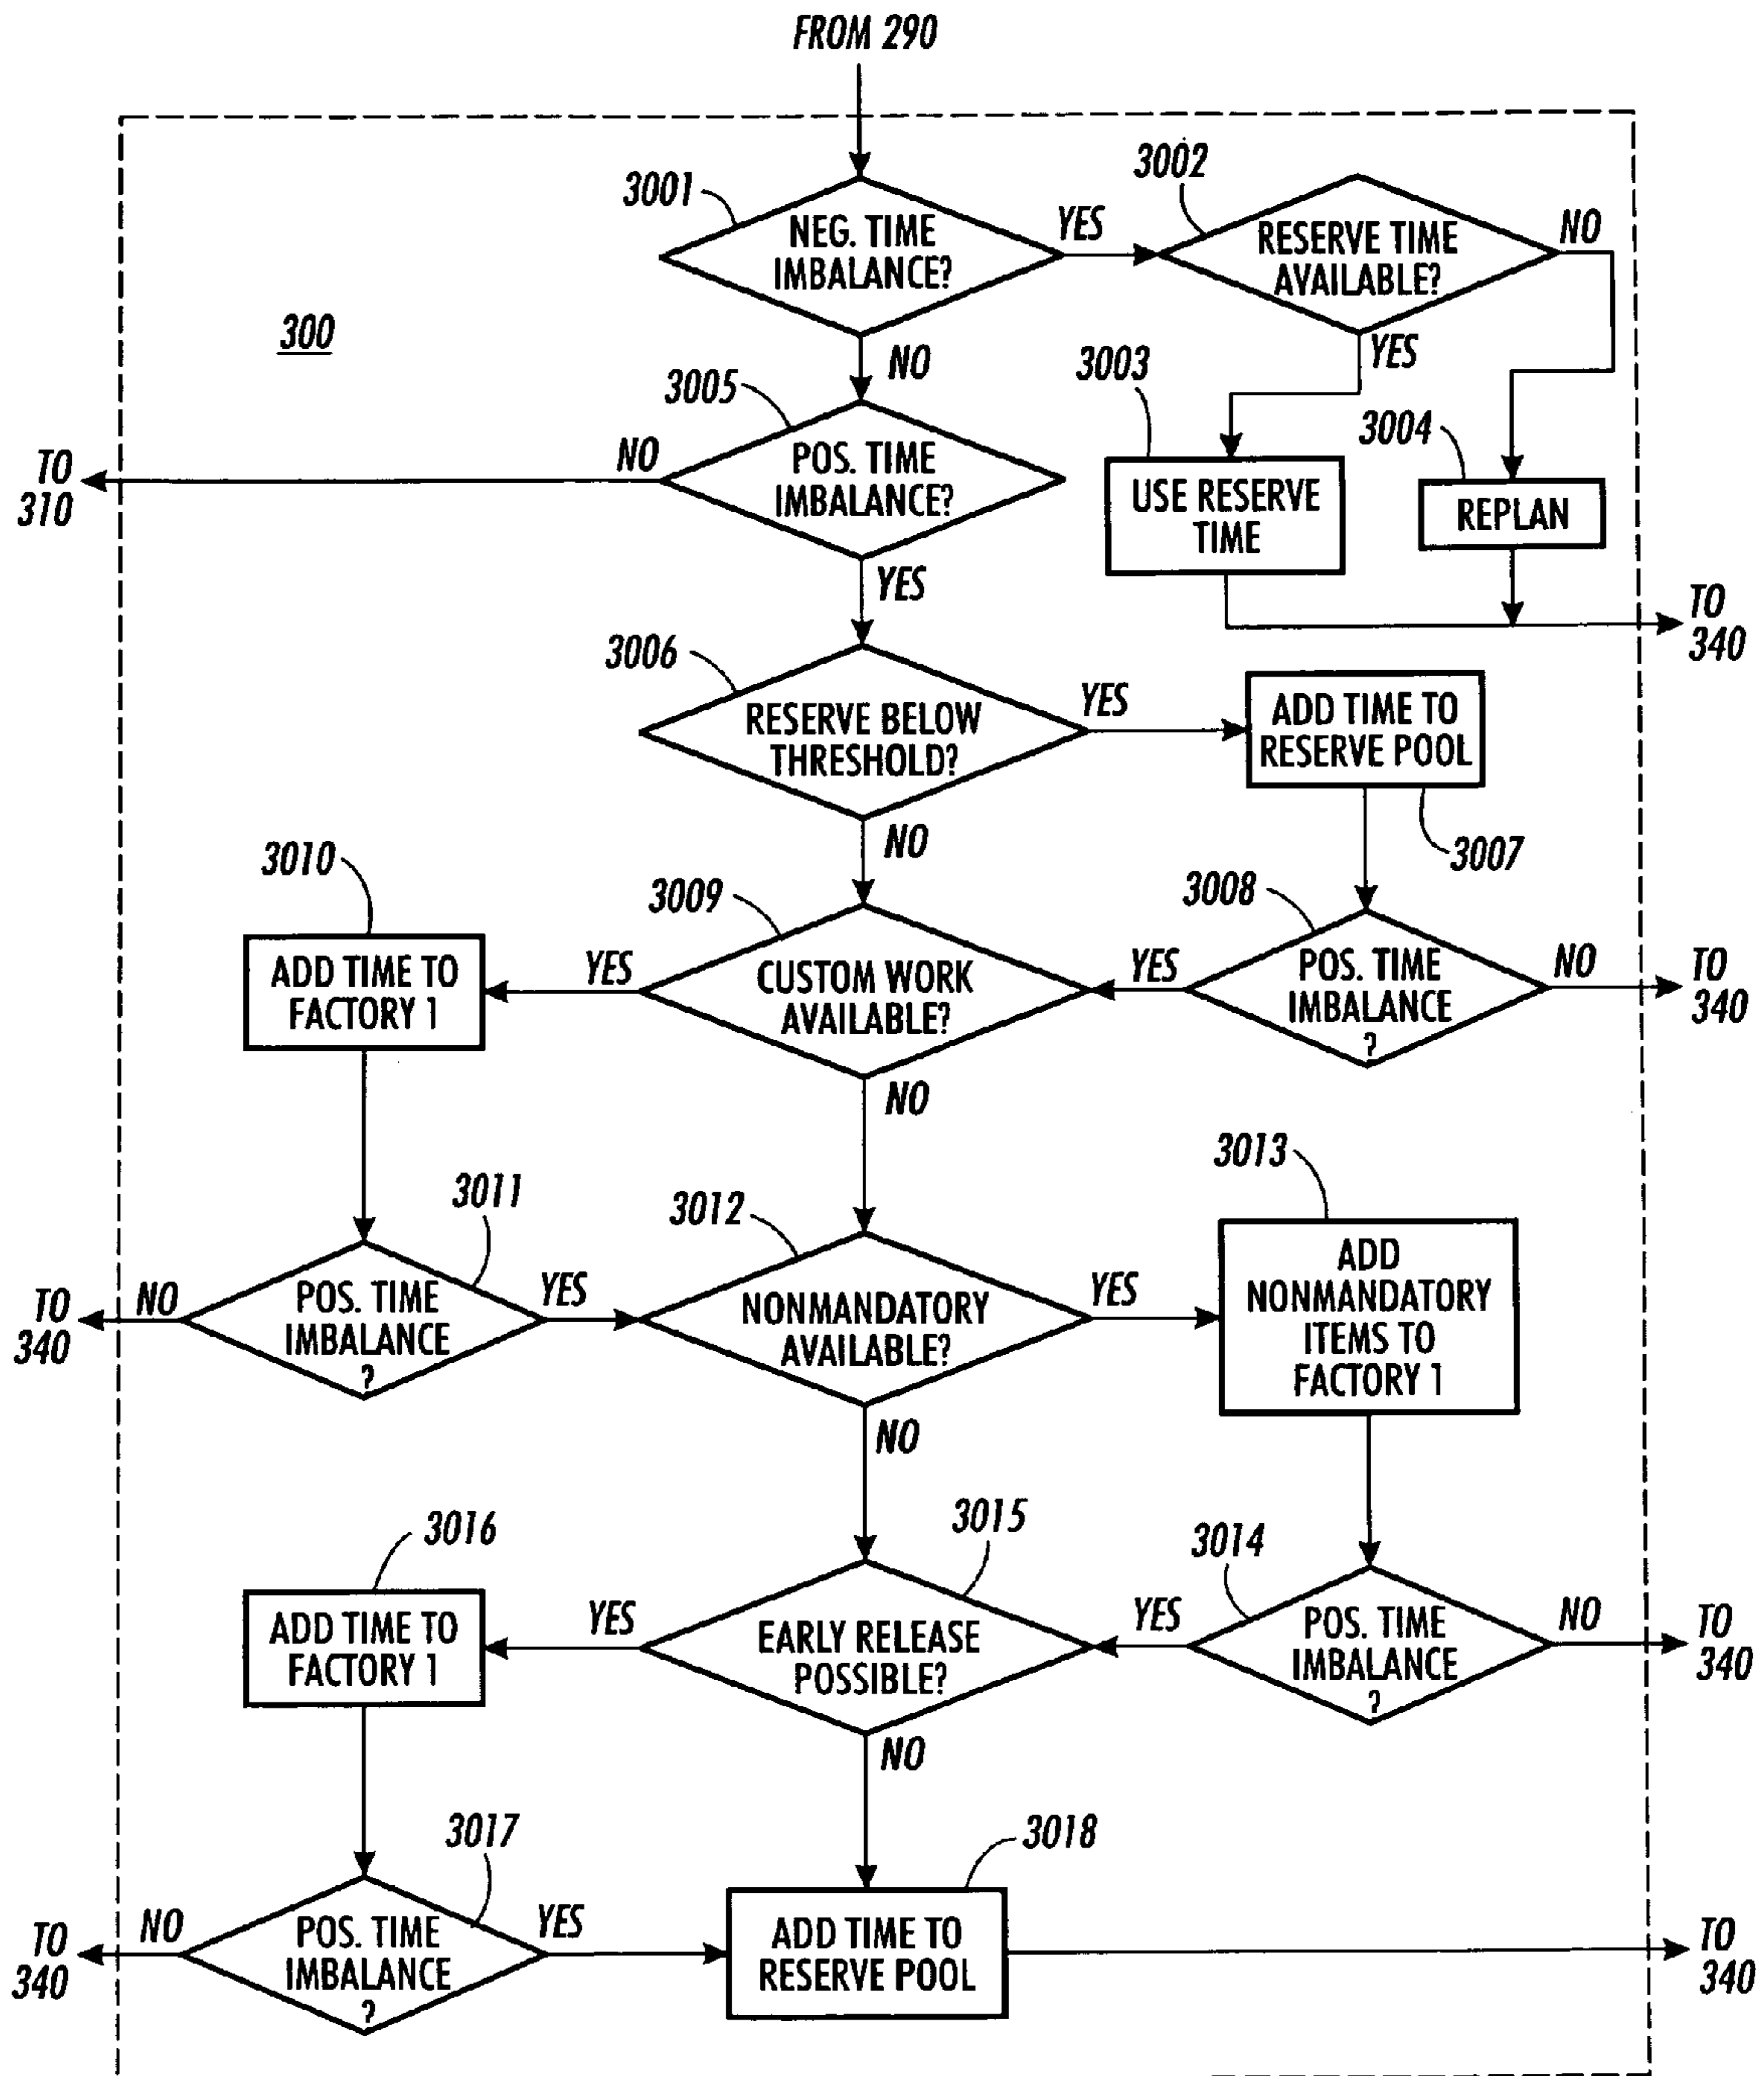 FROM 290
3001
NEG. TIME
IMBALANCE?
YES
3002
RESERVE TIME
AVAILABLE?
NO
300
NO
YES
3003
USE RESERVE
TIME
3004
REPLAN
TO
340
3005
POS. TIME
IMBALANCE?
NO
TO
310
YES
3006
RESERVE BELOW
THRESHOLD?
YES
ADD TIME TO
RESERVE POOL
3007
NO
3010
ADD TIME TO
FACTORY 1
3009
CUSTOM WORK
AVAILABLE?
YES
YES
3008
POS. TIME
IMBALANCE
?
NO
TO
340
NO
3011
POS. TIME
IMBALANCE
?
NO
TO
340
YES
3012
NONMANDATORY
AVAILABLE?
YES
3013
ADD
NONMANDATORY
ITEMS TO
FACTORY 1
NO
3016
ADD TIME TO
FACTORY 1
YES
3015
EARLY RELEASE
POSSIBLE?
YES
3014
POS. TIME
IMBALANCE
?
NO
TO
340
NO
3017
POS. TIME
IMBALANCE
?
NO
TO
340
YES
3018
ADD TIME TO
RESERVE POOL
TO
340